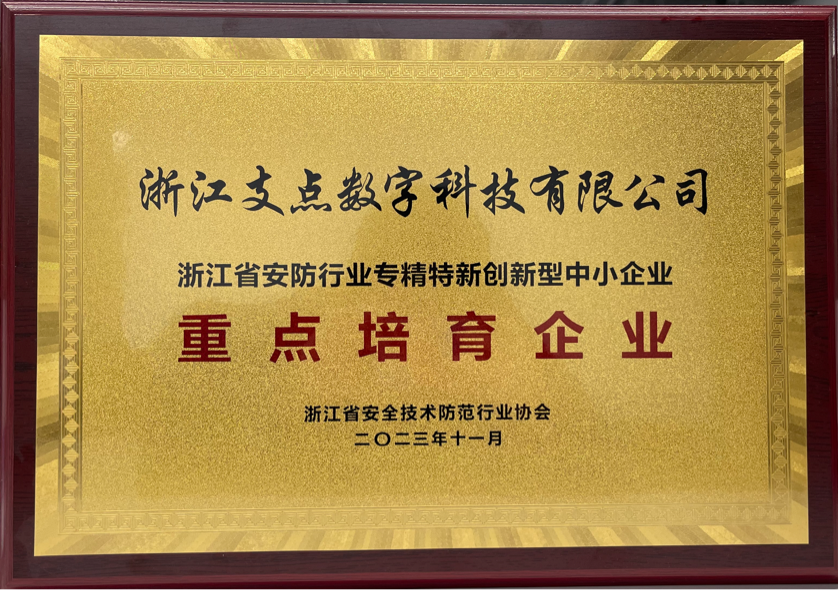 浙江支点数字科技有限公司
浙江省安防行业专精特新创新型中小企业
重点培育企业
浙江省安全技术防范行业协会
二〇二三年十一月